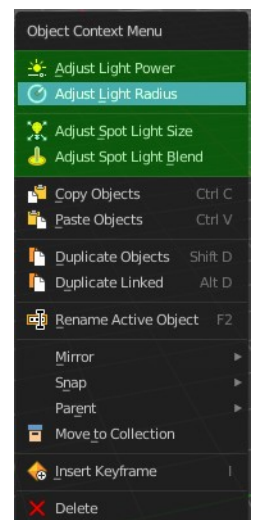 Object Context Menu
Adjust Light Power
Adjust Light Radius
Adjust Spot Light Size
Adjust Spot Light Blend
Copy Objects Ctrl C
Paste Objects Ctrl V
Duplicate Objects Shift D
Duplicate Linked Alt D
Rename Active Object F2
Mirror
Snap
Parent
Move to Collection
Insert Keyframe I
Delete